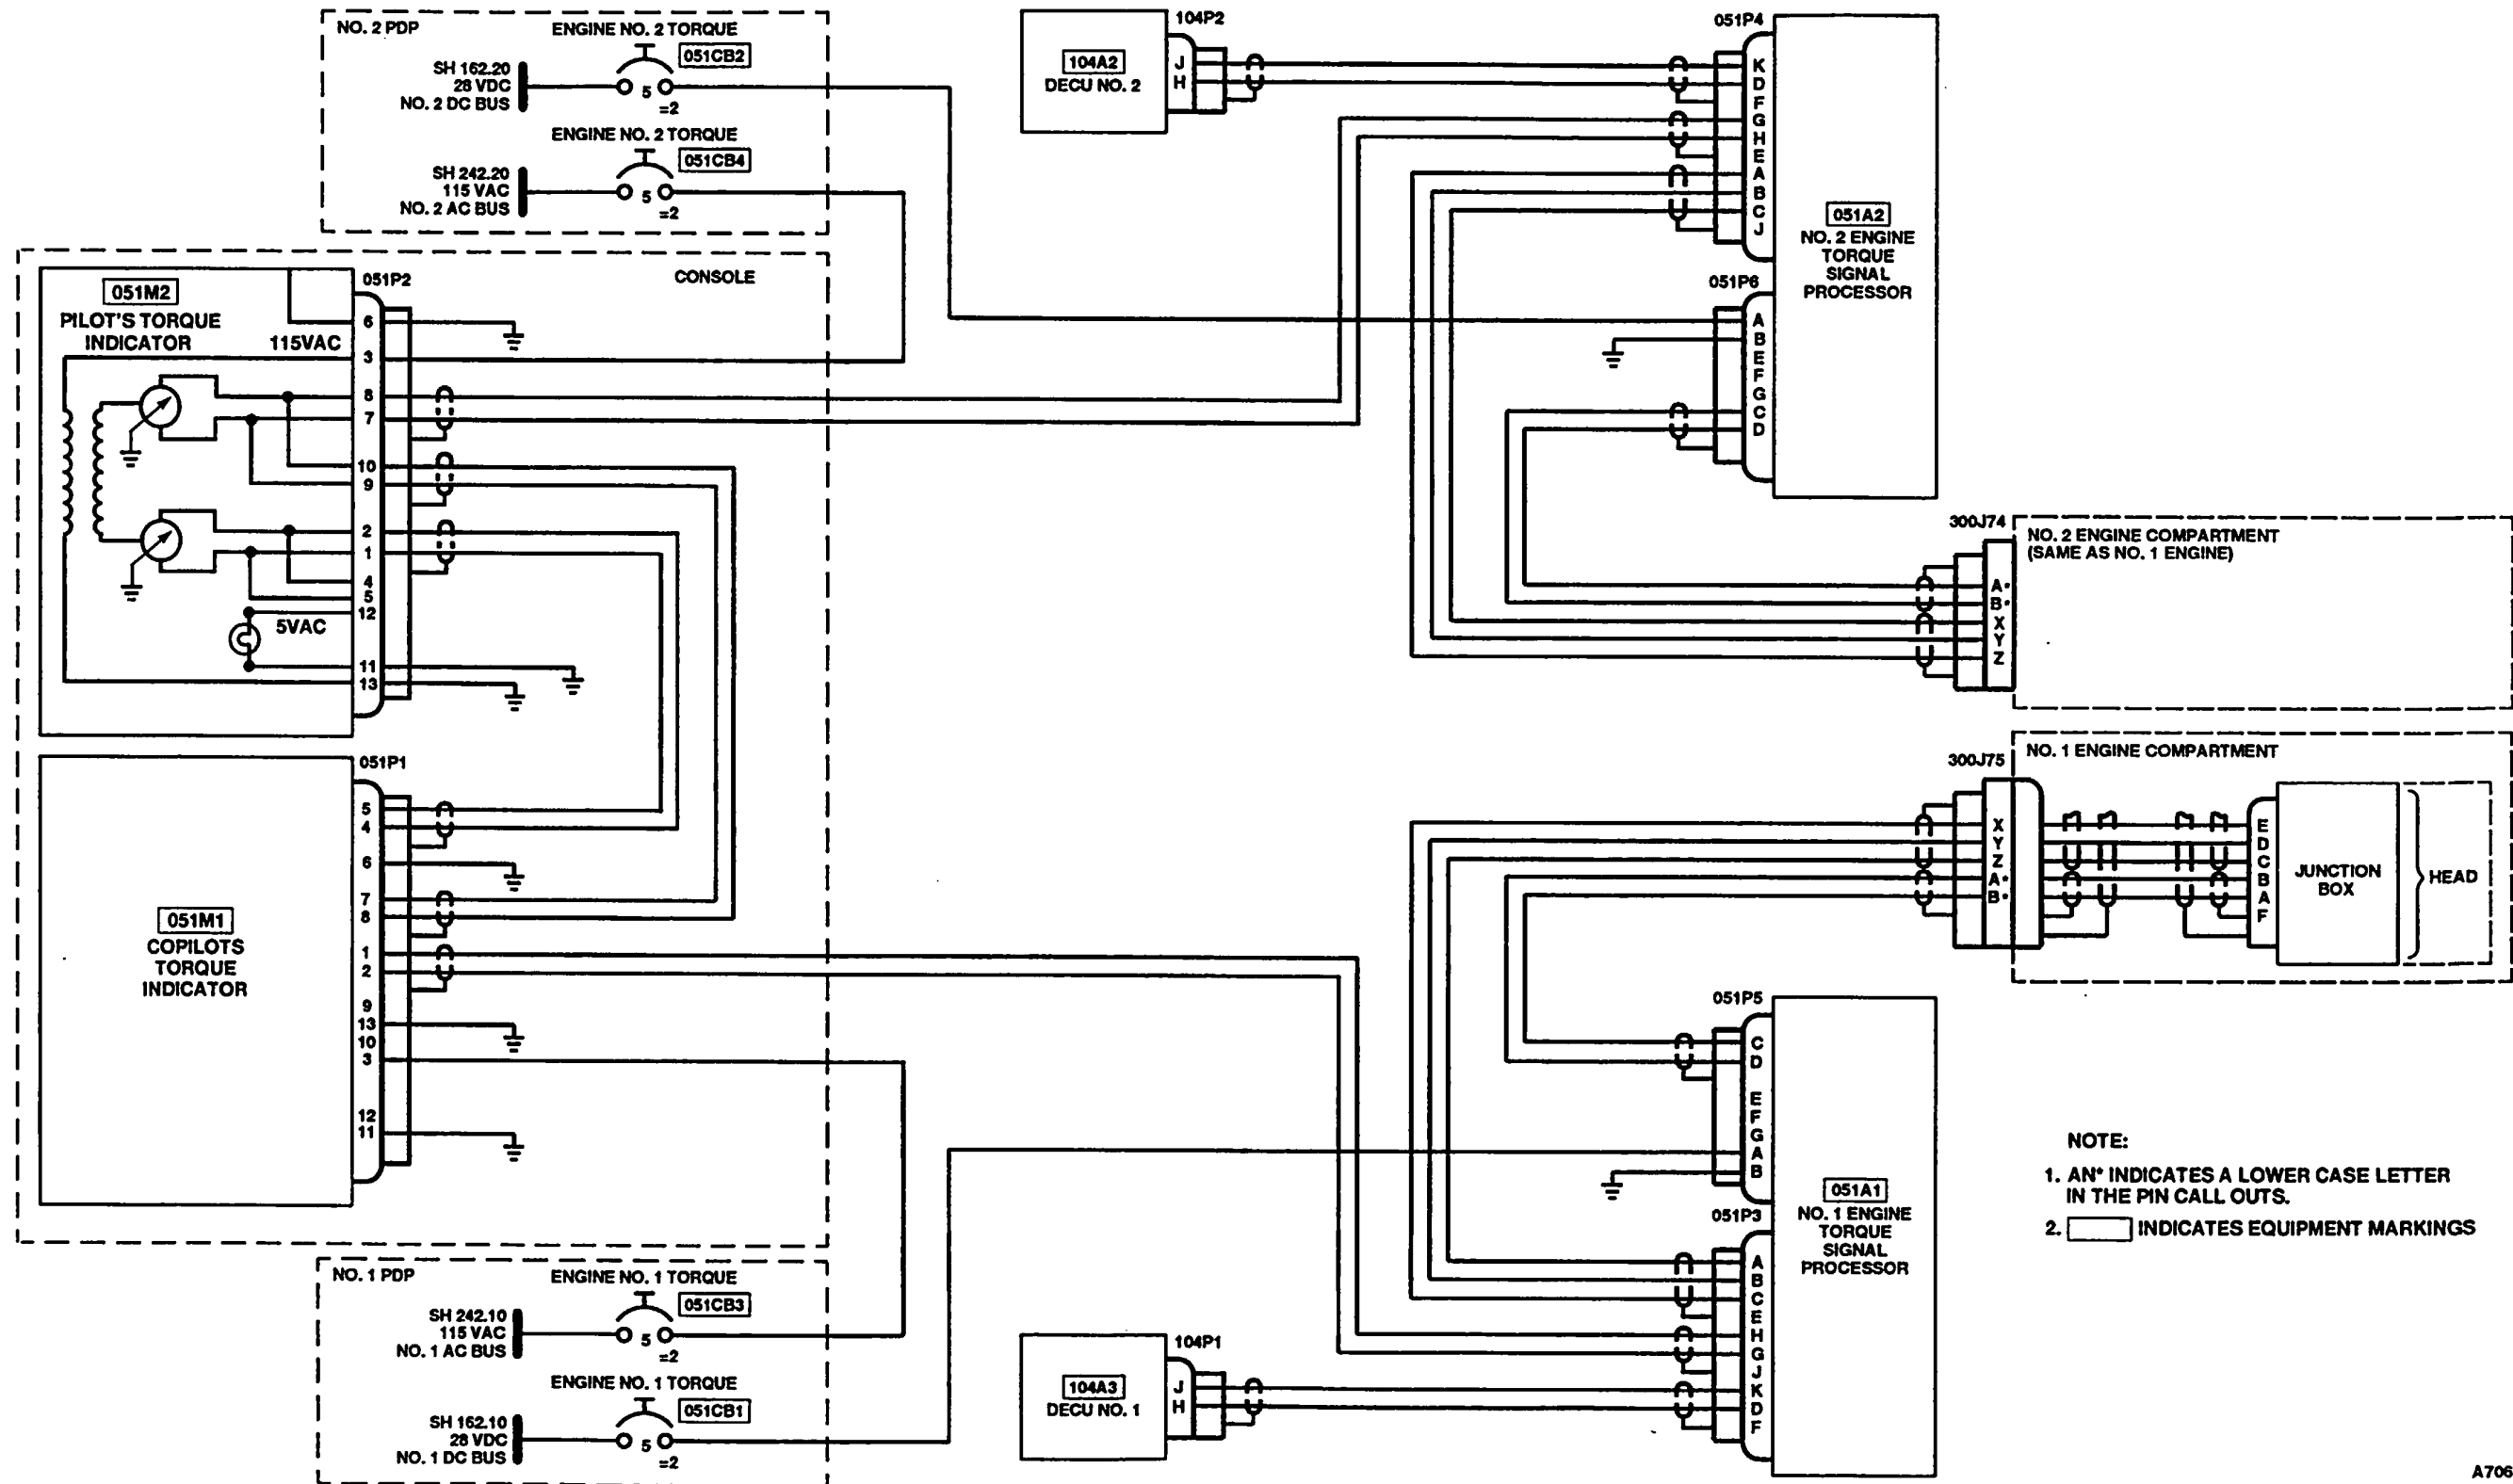 NO. 2 PDP
ENGINE NO. 2 TORQUE
051CB2
SH 162.20
28 VDC
NO. 2 DC BUS
5
=2
ENGINE NO. 2 TORQUE
051CB4
SH 242.20
115 VAC
NO. 2 AC BUS
5
=2
104P2
104A2
DECU NO. 2
J
H
051P4
K
D
F
G
H
E
A
B
C
J
051A2
NO. 2 ENGINE
TORQUE
SIGNAL
PROCESSOR
051P6
A
B
E
F
G
C
D
CONSOLE
051M2
PILOT'S TORQUE
INDICATOR
115VAC
5VAC
051P2
6
3
8
7
10
9
2
1
4
5
12
11
13
300J74
NO. 2 ENGINE COMPARTMENT
(SAME AS NO. 1 ENGINE)
A*
B*
X
Y
Z
051M1
COPILOTS
TORQUE
INDICATOR
051P1
5
4
6
7
8
1
2
9
13
10
3
12
11
300J75
NO. 1 ENGINE COMPARTMENT
X
Y
Z
A*
B*
E
D
C
B
A
F
JUNCTION
BOX
HEAD
051P5
C
D
E
F
G
A
B
051A1
NO. 1 ENGINE
TORQUE
SIGNAL
PROCESSOR
051P3
A
B
C
E
H
G
J
K
D
F
NO. 1 PDP
ENGINE NO. 1 TORQUE
051CB3
SH 242.10
115 VAC
NO. 1 AC BUS
5
=2
ENGINE NO. 1 TORQUE
051CB1
SH 162.10
28 VDC
NO. 1 DC BUS
5
=2
104P1
104A3
DECU NO. 1
J
H
NOTE:
1. AN* INDICATES A LOWER CASE LETTER
IN THE PIN CALL OUTS.
2. INDICATES EQUIPMENT MARKINGS
A706